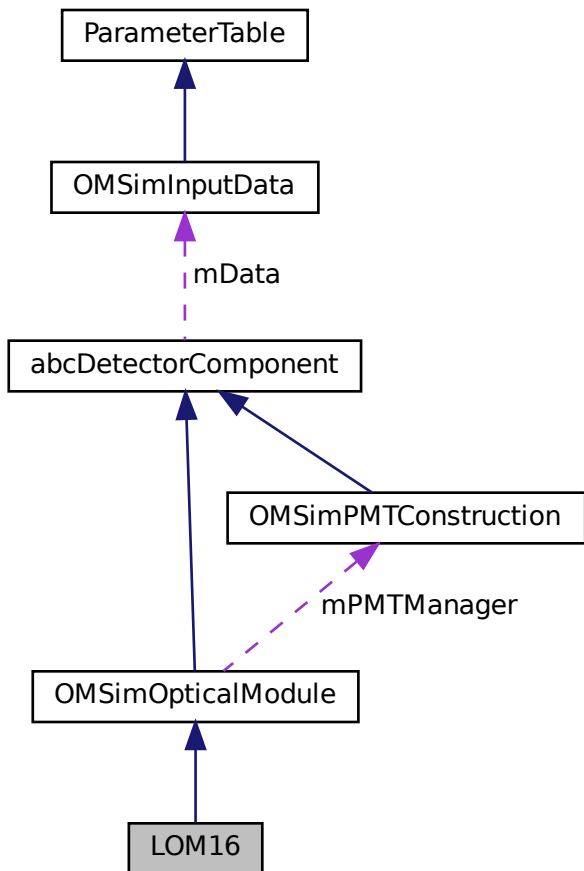 ParameterTable
OMSimInputData
mData
abcDetectorComponent
OMSimPMTConstruction
mPMTManager
OMSimOpticalModule
LOM16